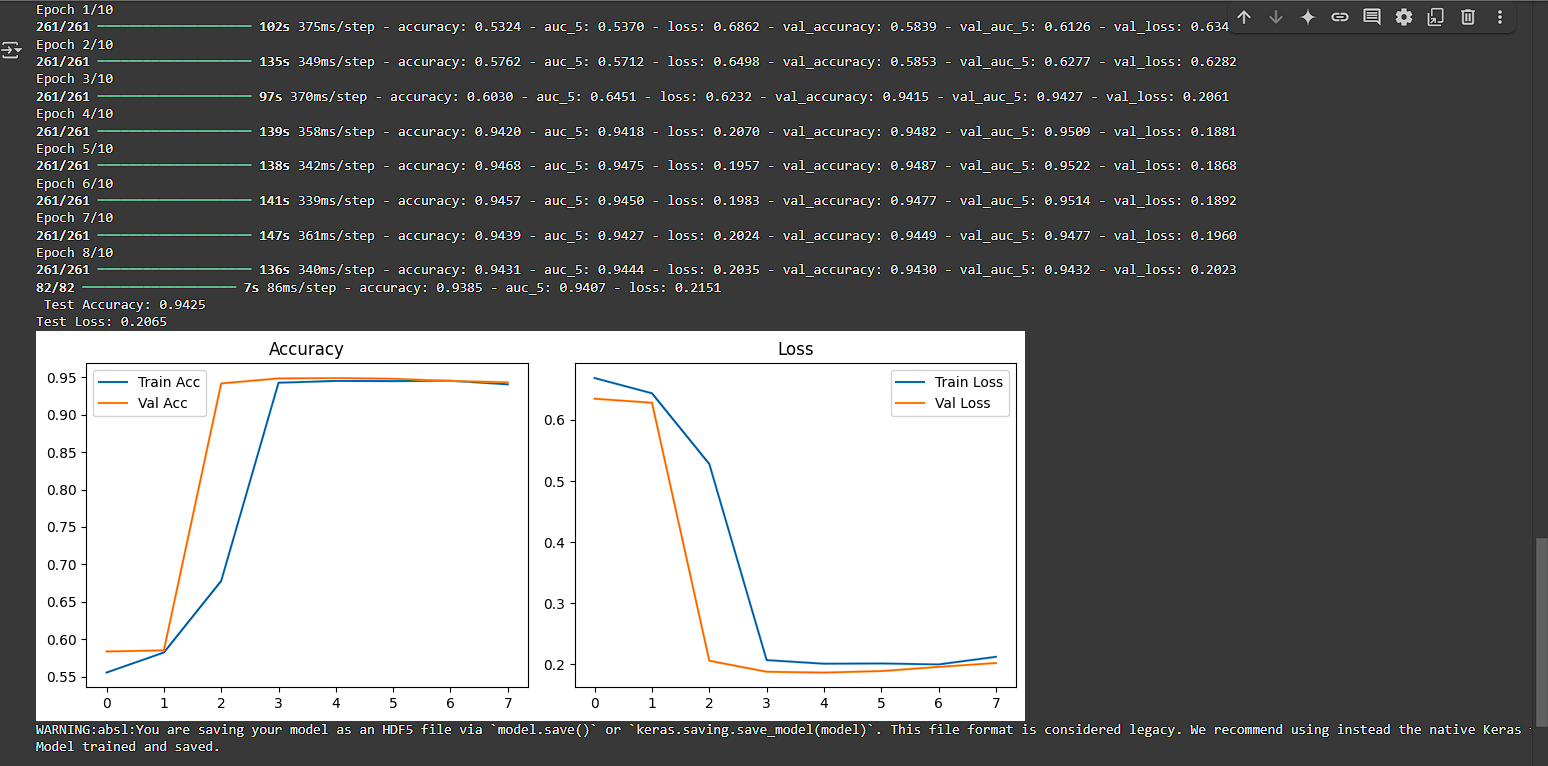 Epoch 1/10
261/261 ━━━━━━━━━━━━━━━━━━━━ 102s 375ms/step - accuracy: 0.5324 - auc_5: 0.5370 - loss: 0.6862 - val_accuracy: 0.5839 - val_auc_5: 0.6126 - val_loss: 0.634
Epoch 2/10
261/261 ━━━━━━━━━━━━━━━━━━━━ 135s 349ms/step - accuracy: 0.5762 - auc_5: 0.5712 - loss: 0.6498 - val_accuracy: 0.5853 - val_auc_5: 0.6277 - val_loss: 0.6282
Epoch 3/10
261/261 ━━━━━━━━━━━━━━━━━━━━ 97s 370ms/step - accuracy: 0.6030 - auc_5: 0.6451 - loss: 0.6232 - val_accuracy: 0.9415 - val_auc_5: 0.9427 - val_loss: 0.2061
Epoch 4/10
261/261 ━━━━━━━━━━━━━━━━━━━━ 139s 358ms/step - accuracy: 0.9420 - auc_5: 0.9418 - loss: 0.2070 - val_accuracy: 0.9482 - val_auc_5: 0.9509 - val_loss: 0.1881
Epoch 5/10
261/261 ━━━━━━━━━━━━━━━━━━━━ 138s 342ms/step - accuracy: 0.9468 - auc_5: 0.9475 - loss: 0.1957 - val_accuracy: 0.9487 - val_auc_5: 0.9522 - val_loss: 0.1868
Epoch 6/10
261/261 ━━━━━━━━━━━━━━━━━━━━ 141s 339ms/step - accuracy: 0.9457 - auc_5: 0.9450 - loss: 0.1983 - val_accuracy: 0.9477 - val_auc_5: 0.9514 - val_loss: 0.1892
Epoch 7/10
261/261 ━━━━━━━━━━━━━━━━━━━━ 147s 361ms/step - accuracy: 0.9439 - auc_5: 0.9427 - loss: 0.2024 - val_accuracy: 0.9449 - val_auc_5: 0.9477 - val_loss: 0.1960
Epoch 8/10
261/261 ━━━━━━━━━━━━━━━━━━━━ 136s 340ms/step - accuracy: 0.9431 - auc_5: 0.9444 - loss: 0.2035 - val_accuracy: 0.9430 - val_auc_5: 0.9432 - val_loss: 0.2023
82/82 ━━━━━━━━━━━━━━━━━━━━ 7s 86ms/step - accuracy: 0.9385 - auc_5: 0.9407 - loss: 0.2151
Test Accuracy: 0.9425
Test Loss: 0.2065
Accuracy
Train Acc
Val Acc
0.95
0.90
0.85
0.80
0.75
0.70
0.65
0.60
0.55
0 1 2 3 4 5 6 7
Loss
Train Loss
Val Loss
0.6
0.5
0.4
0.3
0.2
0 1 2 3 4 5 6 7
WARNING:absl:You are saving your model as an HDF5 file via `model.save()` or `keras.saving.save_model(model)`. This file format is considered legacy. We recommend using instead the native Keras
Model trained and saved.